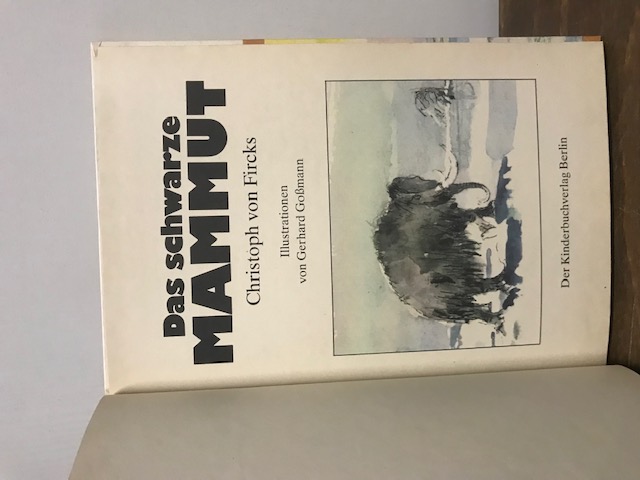 Das schwarze
MAMMUT
Christoph von Fircks
Illustrationen
von Gerhard Goßmann
Der Kinderbuchverlag Berlin